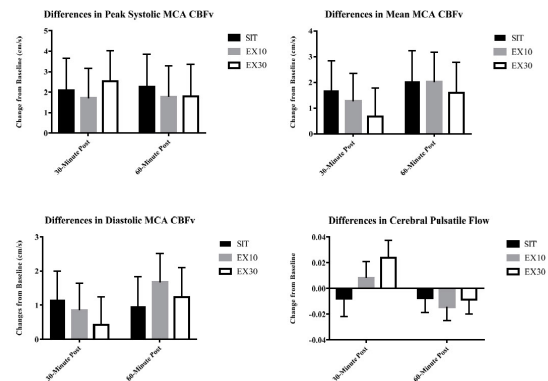 Differences in Peak Systolic MCA CBFv
Change from Baseline (cm/s)
5
4
3
2
1
0
30-Minute Post
60-Minute Post
SIT
EX10
EX30
Differences in Mean MCA CBFv
Change from Baseline (cm/s)
4
3
2
1
0
30-Minute Post
60-Minute Post
SIT
EX10
EX30
Differences in Diastolic MCA CBFv
Changes from Baseline (cm/s)
3
2
1
0
30-Minute Post
60-Minute Post
SIT
EX10
EX30
Differences in Cerebral Pulsatile Flow
Change from Baseline
0.04
0.02
0.00
-0.02
-0.04
30-Minute Post
60-Minute Post
SIT
EX10
EX30